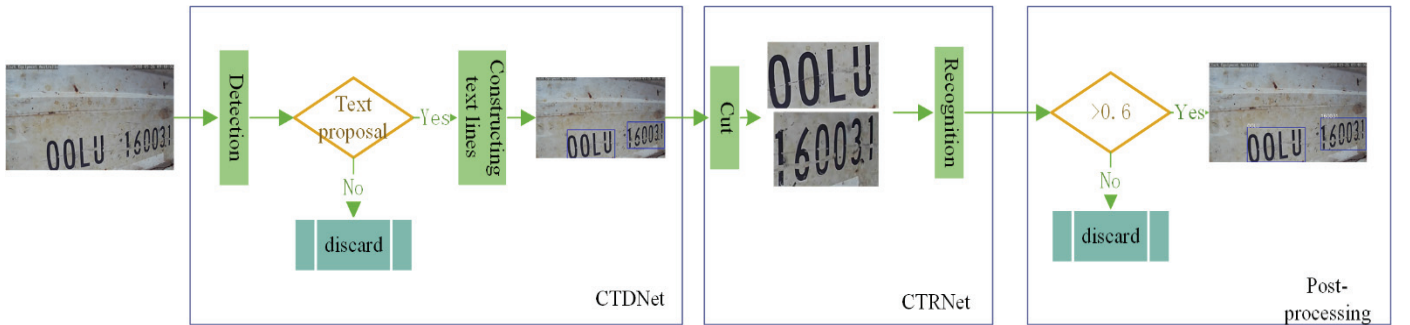 OOLU 160031
Detection
Text
proposal
Yes
No
discard
Constructing
text lines
OOLU 160031
CTDNet
Cut
OOLU
160031
Recognition
CTRNet
>0.6
Yes
No
discard
OOLU 160031
Post-
processing